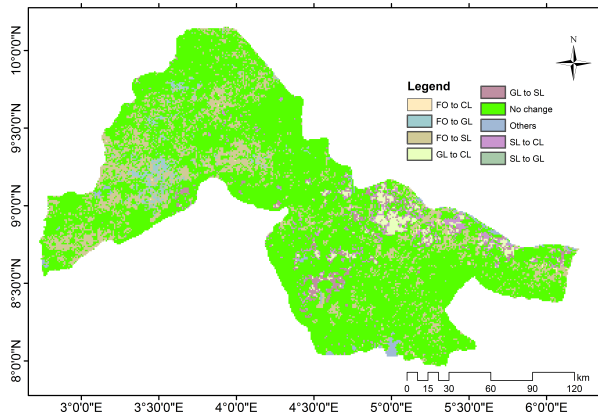 N
Legend
FO to CL
FO to GL
FO to SL
GL to CL
GL to SL
No change
Others
SL to CL
SL to GL
10°0'0"N
9°30'0"N
9°0'0"N
8°30'0"N
8°0'0"N
km
0 15 30 60 90 120
3°0'0"E 3°30'0"E 4°0'0"E 4°30'0"E 5°0'0"E 5°30'0"E 6°0'0"E